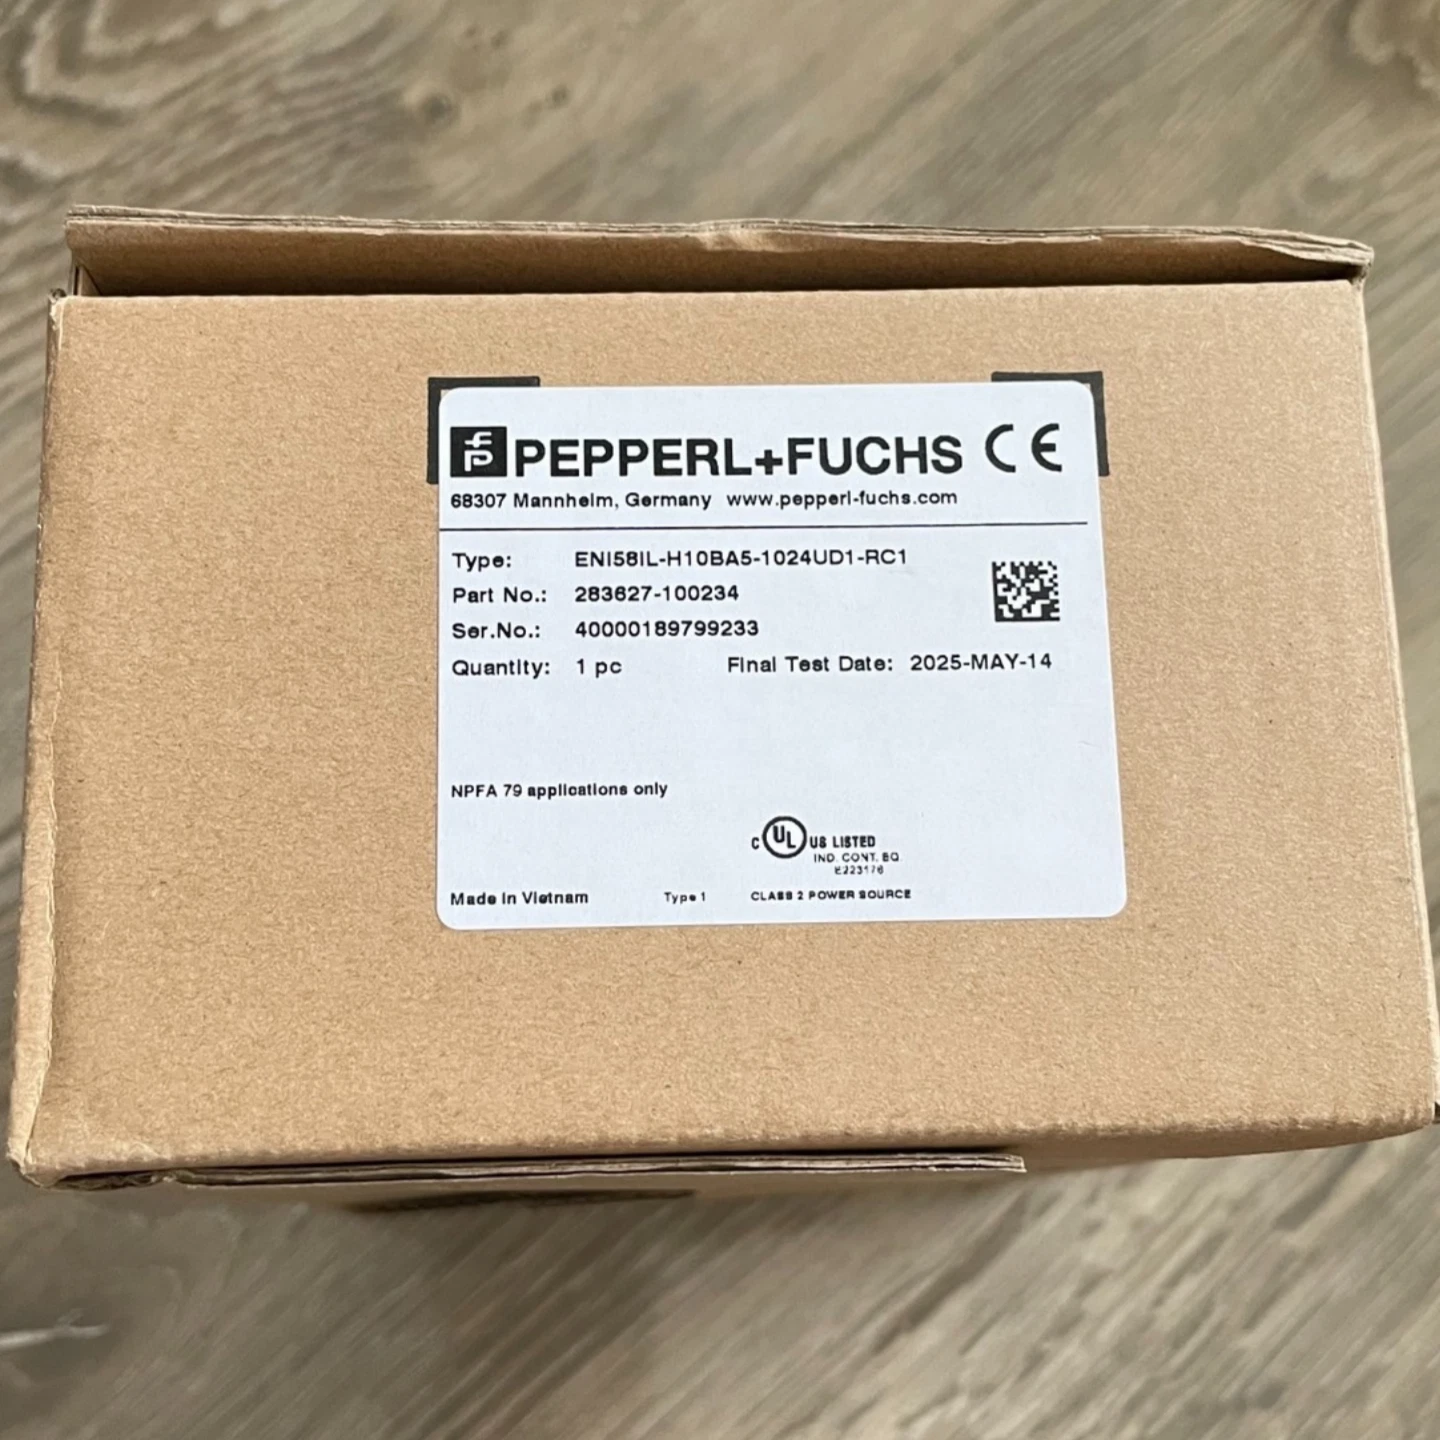 PEPPERL+FUCHS CE
68307 Mannheim, Germany www.pepperl-fuchs.com
Type: ENI58IL-H10BA5-1024UD1-RC1
Part No.: 283627-100234
Ser.No.: 40000189799233
Quantity: 1 pc Final Test Date: 2025-MAY-14
NPFA 79 applications only
c UL US LISTED
IND. CONT. EQ
E223176
Made in Vietnam Type 1 CLASS 2 POWER SOURCE